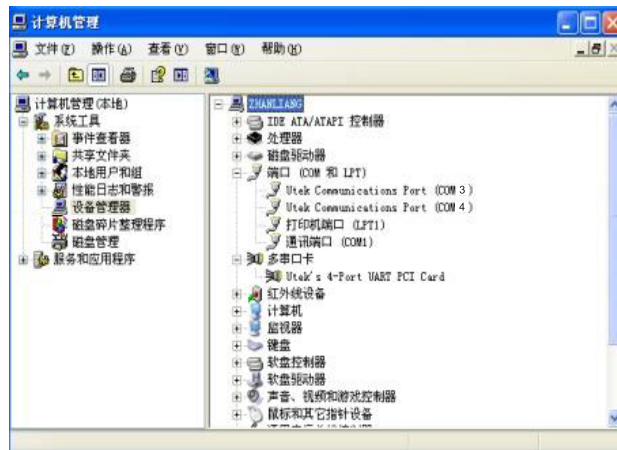 计算机管理
文件(F) 操作(A) 查看(V) 窗口(W) 帮助(H)
计算机管理(本地)
系统工具
事件查看器
共享文件夹
本地用户和组
性能日志和警报
设备管理器
磁盘碎片整理程序
磁盘管理
服务和应用程序
ZHANLIANG
IDE ATA/ATAPI 控制器
处理器
磁盘驱动器
端口 (COM 和 LPT)
Utek Communications Port (COM3)
Utek Communications Port (COM4)
打印机端口 (LPT1)
通讯端口 (COM1)
多串口卡
Utek's 4-Port UART PCI Card
红外线设备
计算机
监视器
键盘
软盘控制器
软盘驱动器
声音、视频和游戏控制器
鼠标和其它指针设备